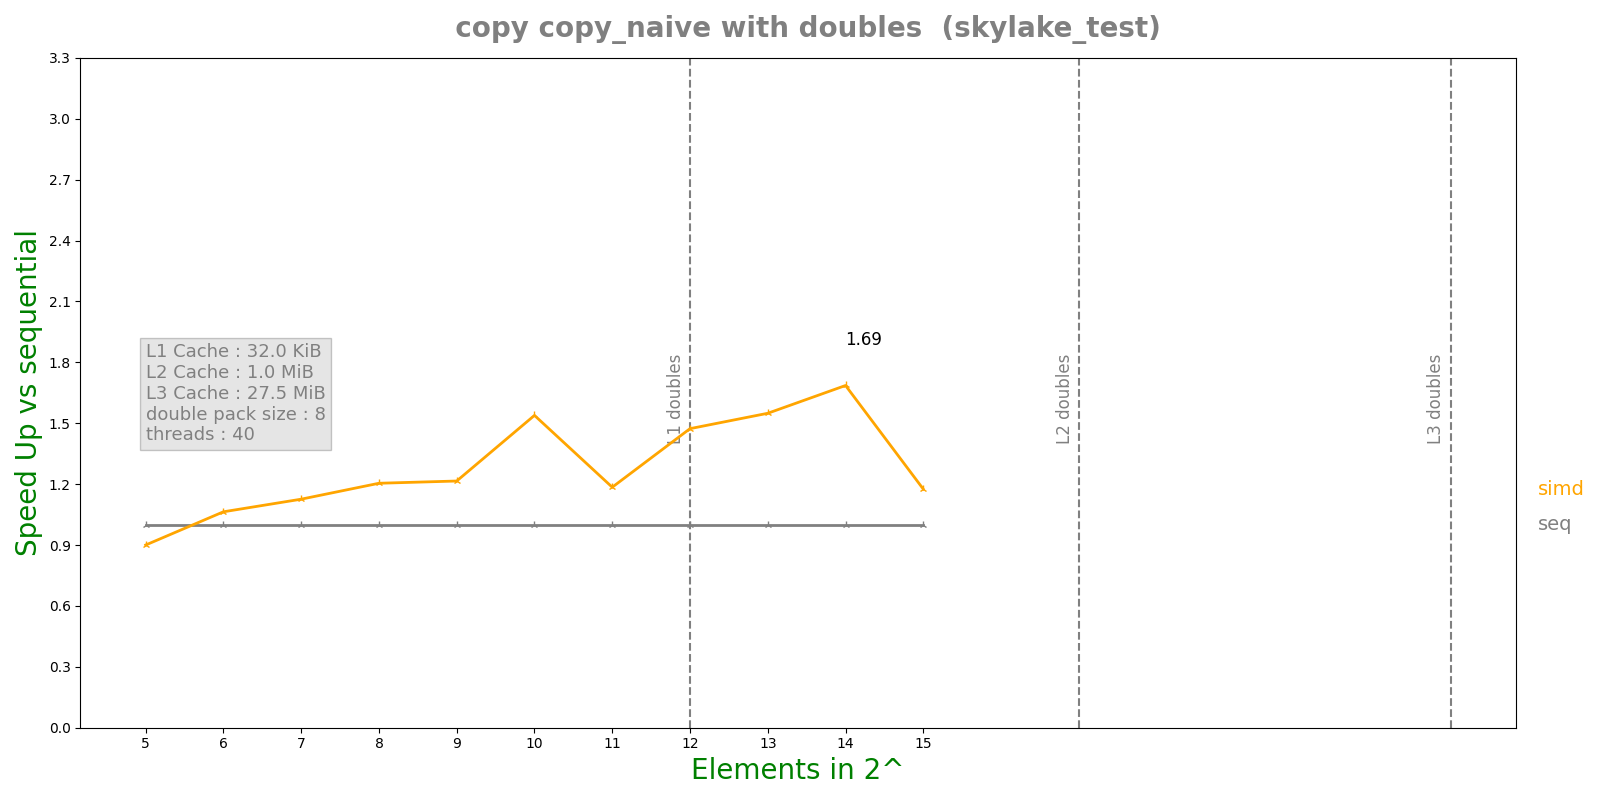 copy copy_naive with doubles (skylake_test)
Speed Up vs sequential
3.3
3.0
2.7
2.4
2.1
1.8
1.5
1.2
0.9
0.6
0.3
0.0
L1 Cache : 32.0 KiB
L2 Cache : 1.0 MiB
L3 Cache : 27.5 MiB
double pack size : 8
threads : 40
L1 doubles
1.69
L2 doubles
L3 doubles
simd
seq
5 6 7 8 9 10 11 12 13 14 15
Elements in 2^